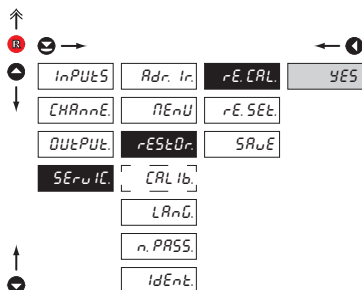 R
InPUtS Adr. Ir. rE.CAL. YES
CHAnnE. MEnU rE.SEt.
OUtPUt. rEStOr. SAvE
SErvIC. CALIb.
LAnG.
n.PASS.
IdEnt.